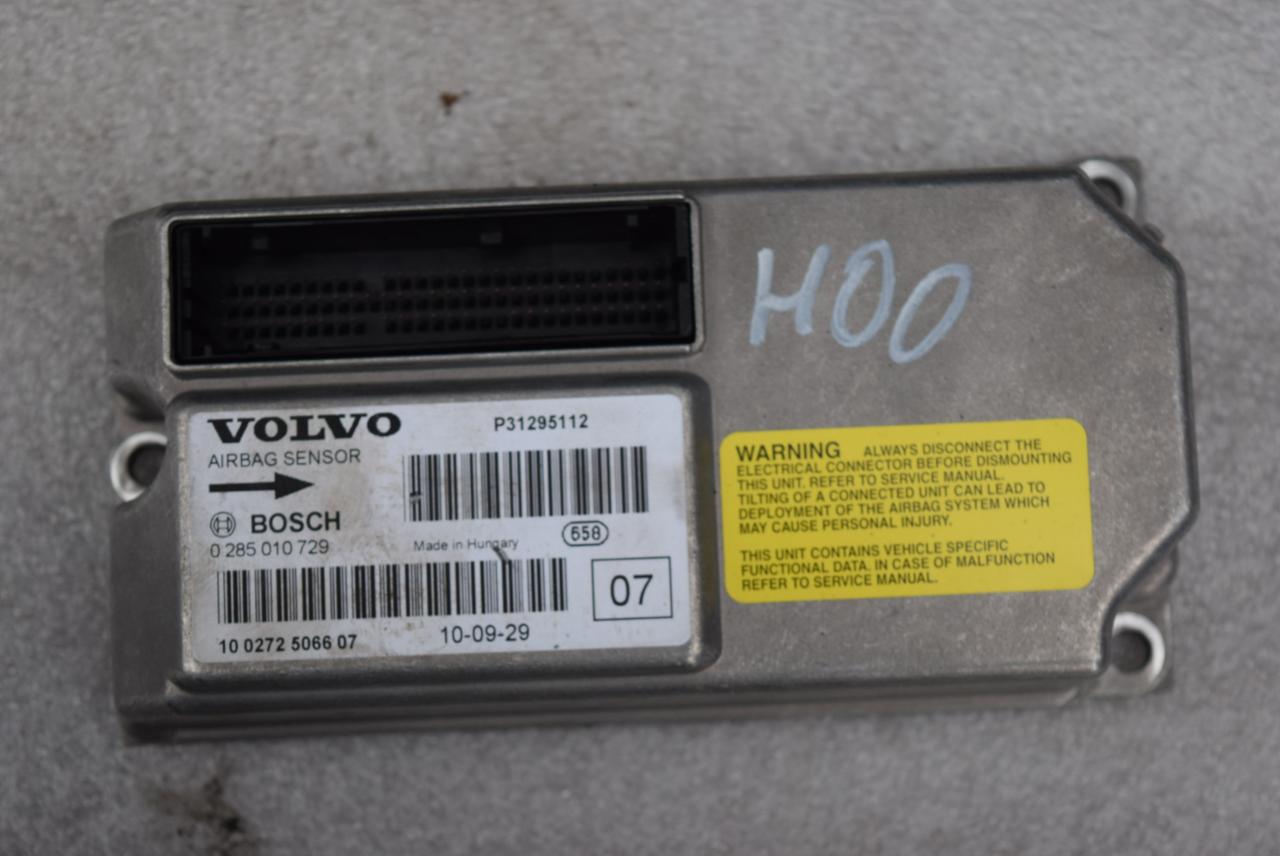 HOO
VOLVO
P31295112
AIRBAG SENSOR
BOSCH
0 285 010 729
Made in Hungary
558
07
10 0272 5066 07
10-09-29
WARNING ALWAYS DISCONNECT THE
ELECTRICAL CONNECTOR BEFORE DISMOUNTING
THIS UNIT. REFER TO SERVICE MANUAL.
TILTING OF A CONNECTED UNIT CAN LEAD TO
DEPLOYMENT OF THE AIRBAG SYSTEM WHICH
MAY CAUSE PERSONAL INJURY.
THIS UNIT CONTAINS VEHICLE SPECIFIC
FUNCTIONAL DATA. IN CASE OF MALFUNCTION
REFER TO SERVICE MANUAL.